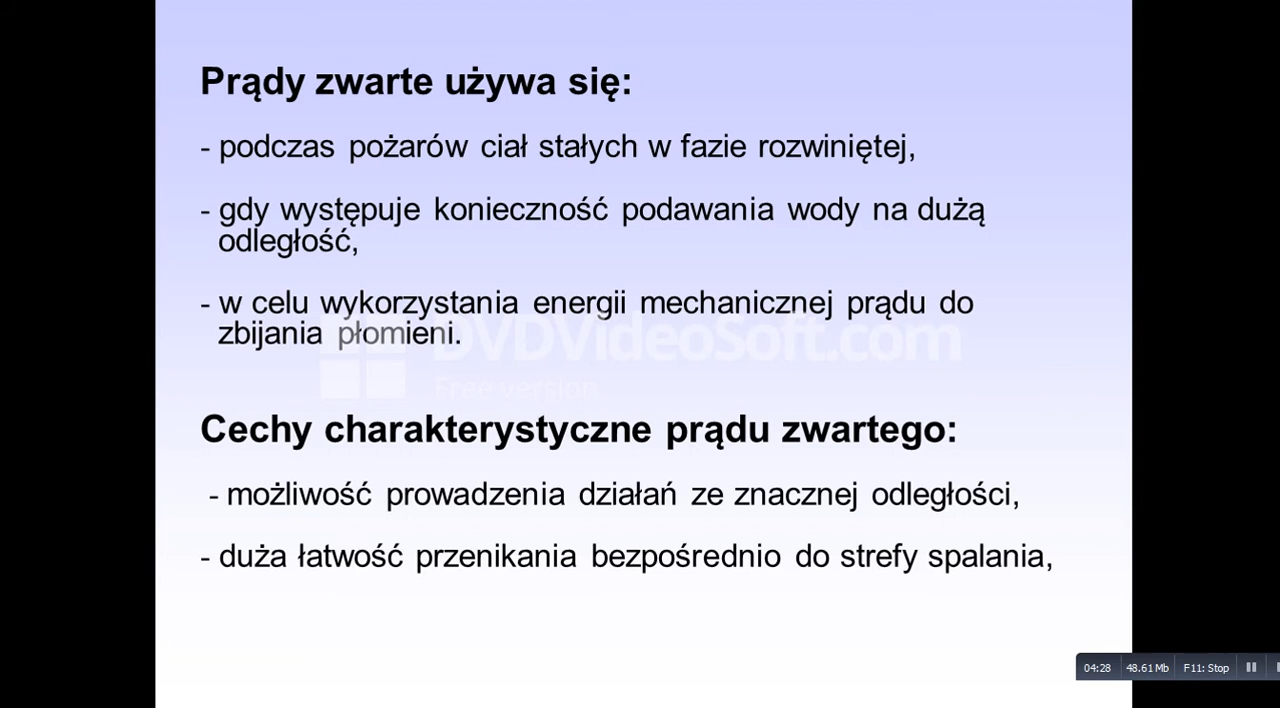 Prądy zwarte używa się:
- podczas pożarów ciał stałych w fazie rozwiniętej,
- gdy występuje konieczność podawania wody na dużą
odległość,
- w celu wykorzystania energii mechanicznej prądu do
zbijania płomieni.
DVDVideoSoft.com
Free version
Cechy charakterystyczne prądu zwartego:
- możliwość prowadzenia działań ze znacznej odległości,
- duża łatwość przenikania bezpośrednio do strefy spalania,
04:28 48.61 Mb F11: Stop